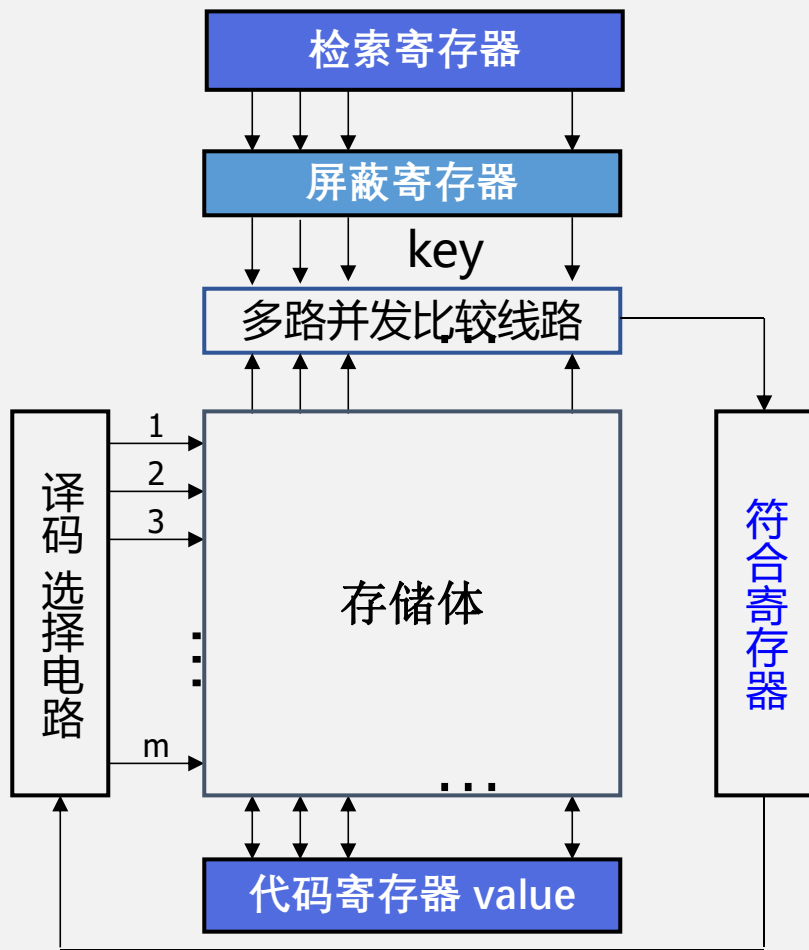 检索寄存器
屏蔽寄存器
key
多路并发比较线路
...
1
2
3
...
m
译码 选择电路
存储体
...
符合寄存器
代码寄存器 value